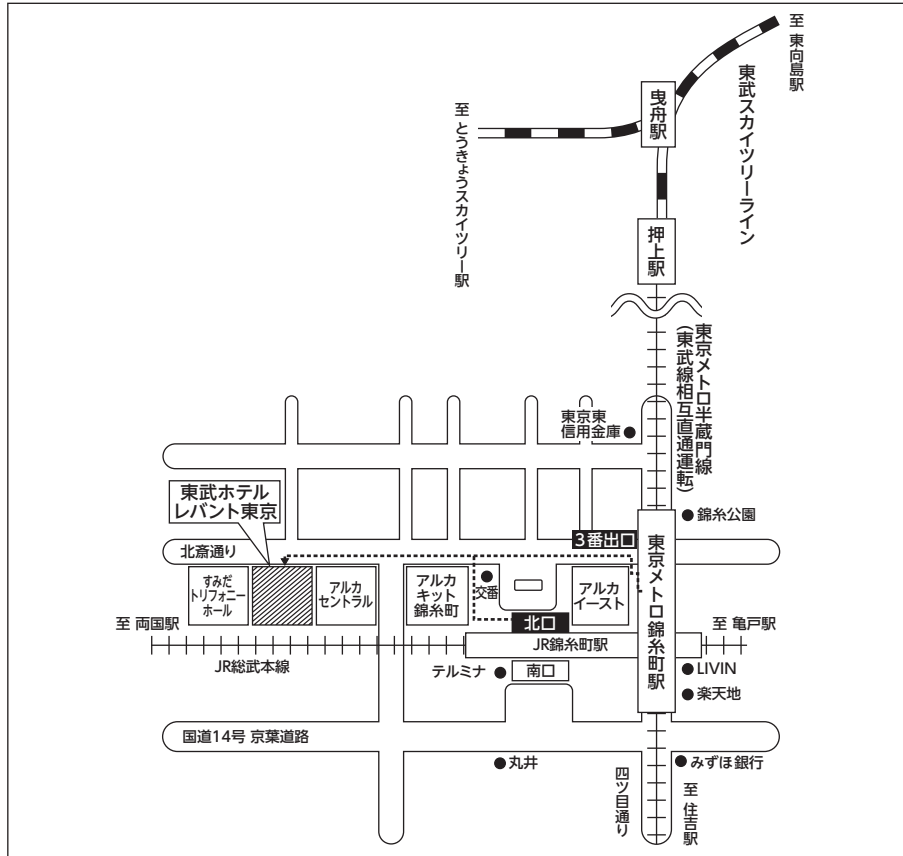 至 東向島駅
東武スカイツリーライン
曳舟駅
至 とうきょうスカイツリー駅
押上駅
東京メトロ半蔵門線
(東武線相互直通運転)
東京東
信用金庫
東武ホテル
レバント東京
錦糸公園
3番出口
北斎通り
東京メトロ錦糸町駅
すみだ
トリフォニー
ホール
アルカ
セントラル
アルカ
キット
錦糸町
交番
アルカ
イースト
北口
至 両国駅
至 亀戸駅
JR錦糸町駅
JR総武本線
テルミナ
南口
LIVIN
楽天地
国道14号 京葉道路
丸井
みずほ銀行
四ツ目通り
至 住吉駅